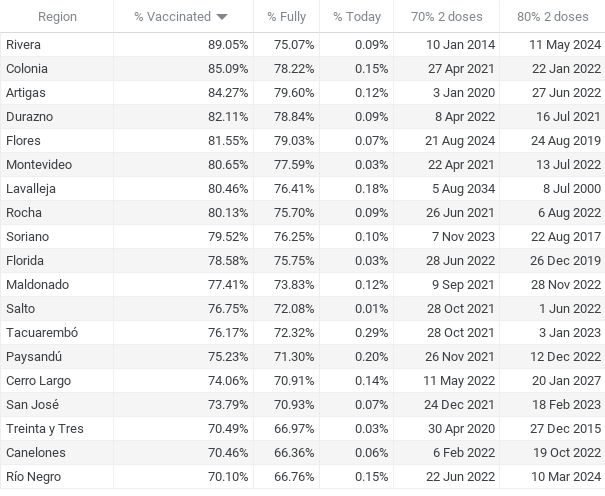 Region % Vaccinated % Fully % Today 70% 2 doses 80% 2 doses
Rivera 89.05% 75.07% 0.09% 10 Jan 2014 11 May 2024
Colonia 85.09% 78.22% 0.15% 27 Apr 2021 22 Jan 2022
Artigas 84.27% 79.60% 0.12% 3 Jan 2020 27 Jun 2022
Durazno 82.11% 78.84% 0.09% 8 Apr 2022 16 Jul 2021
Flores 81.55% 79.03% 0.07% 21 Aug 2024 24 Aug 2019
Montevideo 80.65% 77.59% 0.03% 22 Apr 2021 13 Jul 2022
Lavalleja 80.46% 76.41% 0.18% 5 Aug 2034 8 Jul 2000
Rocha 80.13% 75.70% 0.09% 26 Jun 2021 6 Aug 2022
Soriano 79.52% 76.25% 0.10% 7 Nov 2023 22 Aug 2017
Florida 78.58% 75.75% 0.03% 28 Jun 2022 26 Dec 2019
Maldonado 77.41% 73.83% 0.12% 9 Sep 2021 28 Nov 2022
Salto 76.75% 72.08% 0.01% 28 Oct 2021 1 Jun 2022
Tacuarembó 76.17% 72.32% 0.29% 28 Oct 2021 3 Jan 2023
Paysandú 75.23% 71.30% 0.20% 26 Nov 2021 12 Dec 2022
Cerro Largo 74.06% 70.91% 0.14% 11 May 2022 20 Jan 2027
San José 73.79% 70.93% 0.07% 24 Dec 2021 18 Feb 2023
Treinta y Tres 70.49% 66.97% 0.03% 30 Apr 2020 27 Dec 2015
Canelones 70.46% 66.36% 0.06% 6 Feb 2022 19 Oct 2022
Río Negro 70.10% 66.76% 0.15% 22 Jun 2022 10 Mar 2024